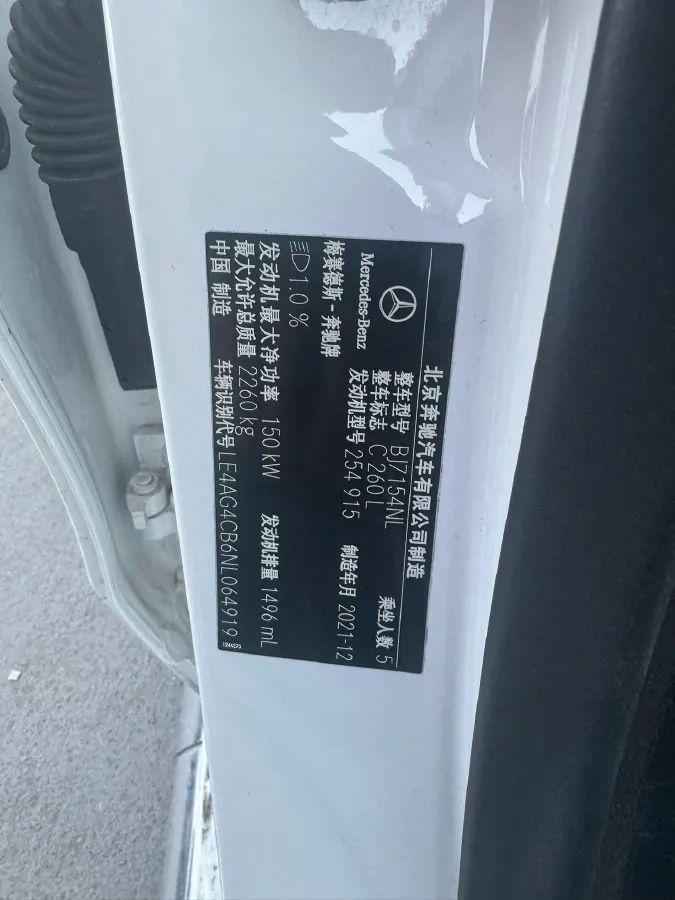 北京奔驰汽车有限公司制造
整车型号 BJ7154NL 乘坐人数 5
整车标志 C 260 L
发动机型号 254 915 制造年月 2021-12
Mercedes-Benz
梅赛德斯-奔驰牌
1.0 %
发动机最大净功率 150 kW 发动机排量 1496 mL
最大允许总质量 2260 kg
中国 制造 车辆识别代号 LE4AG4CB6NL064919